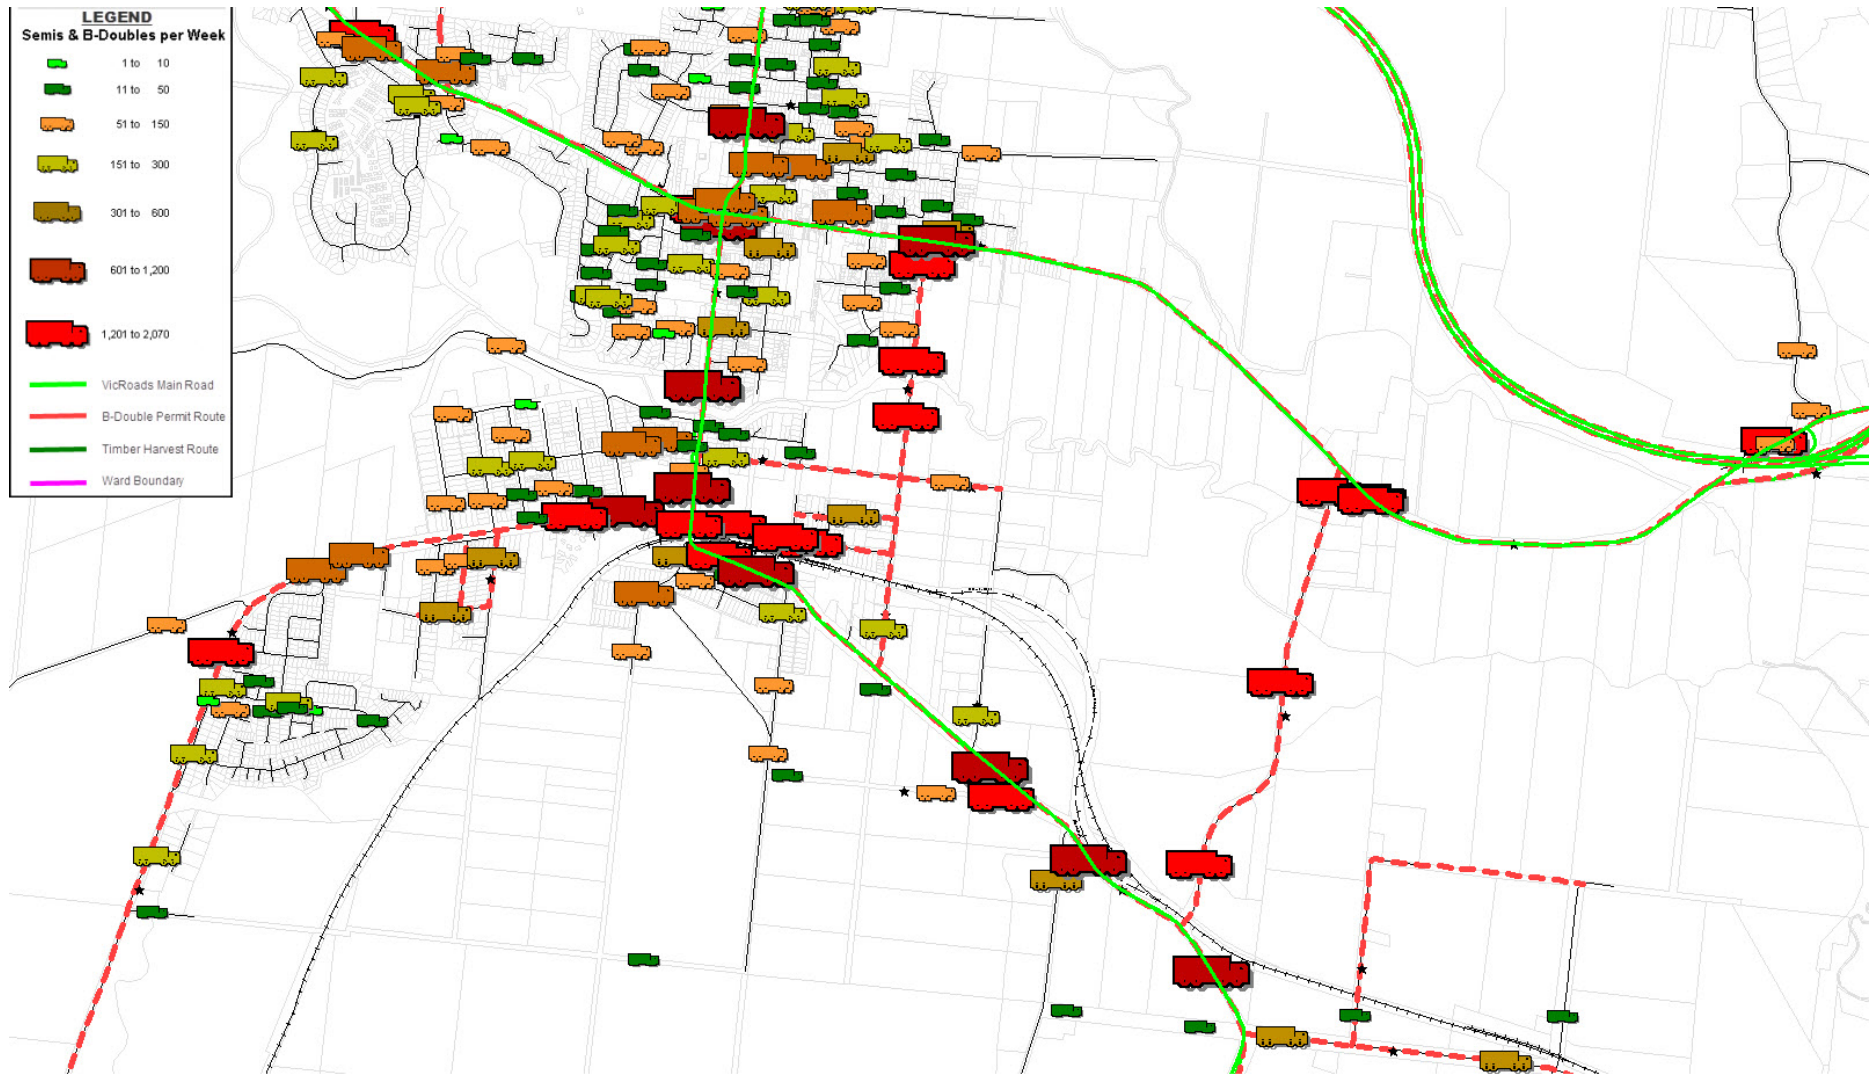 LEGEND
Semis & B-Doubles per Week
1 to 10
11 to 50
51 to 150
151 to 300
301 to 600
601 to 1,200
1,201 to 2,070
VicRoads Main Road
B-Double Permit Route
Timber Harvest Route
Ward Boundary